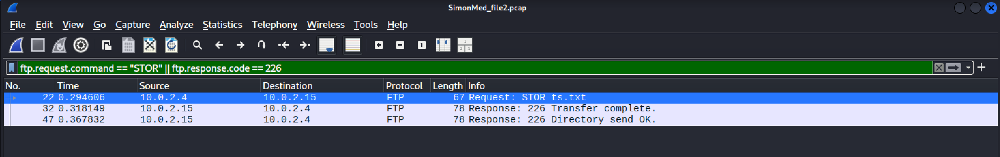 SimonMed_file2.pcap
File Edit View Go Capture Analyze Statistics Telephony Wireless Tools Help
ftp.request.command == "STOR" || ftp.response.code == 226
No. Time Source Destination Protocol Length Info
22 0.294606 10.0.2.4 10.0.2.15 FTP 67 Request: STOR ts.txt
32 0.318149 10.0.2.15 10.0.2.4 FTP 78 Response: 226 Transfer complete.
47 0.367832 10.0.2.15 10.0.2.4 FTP 78 Response: 226 Directory send OK.